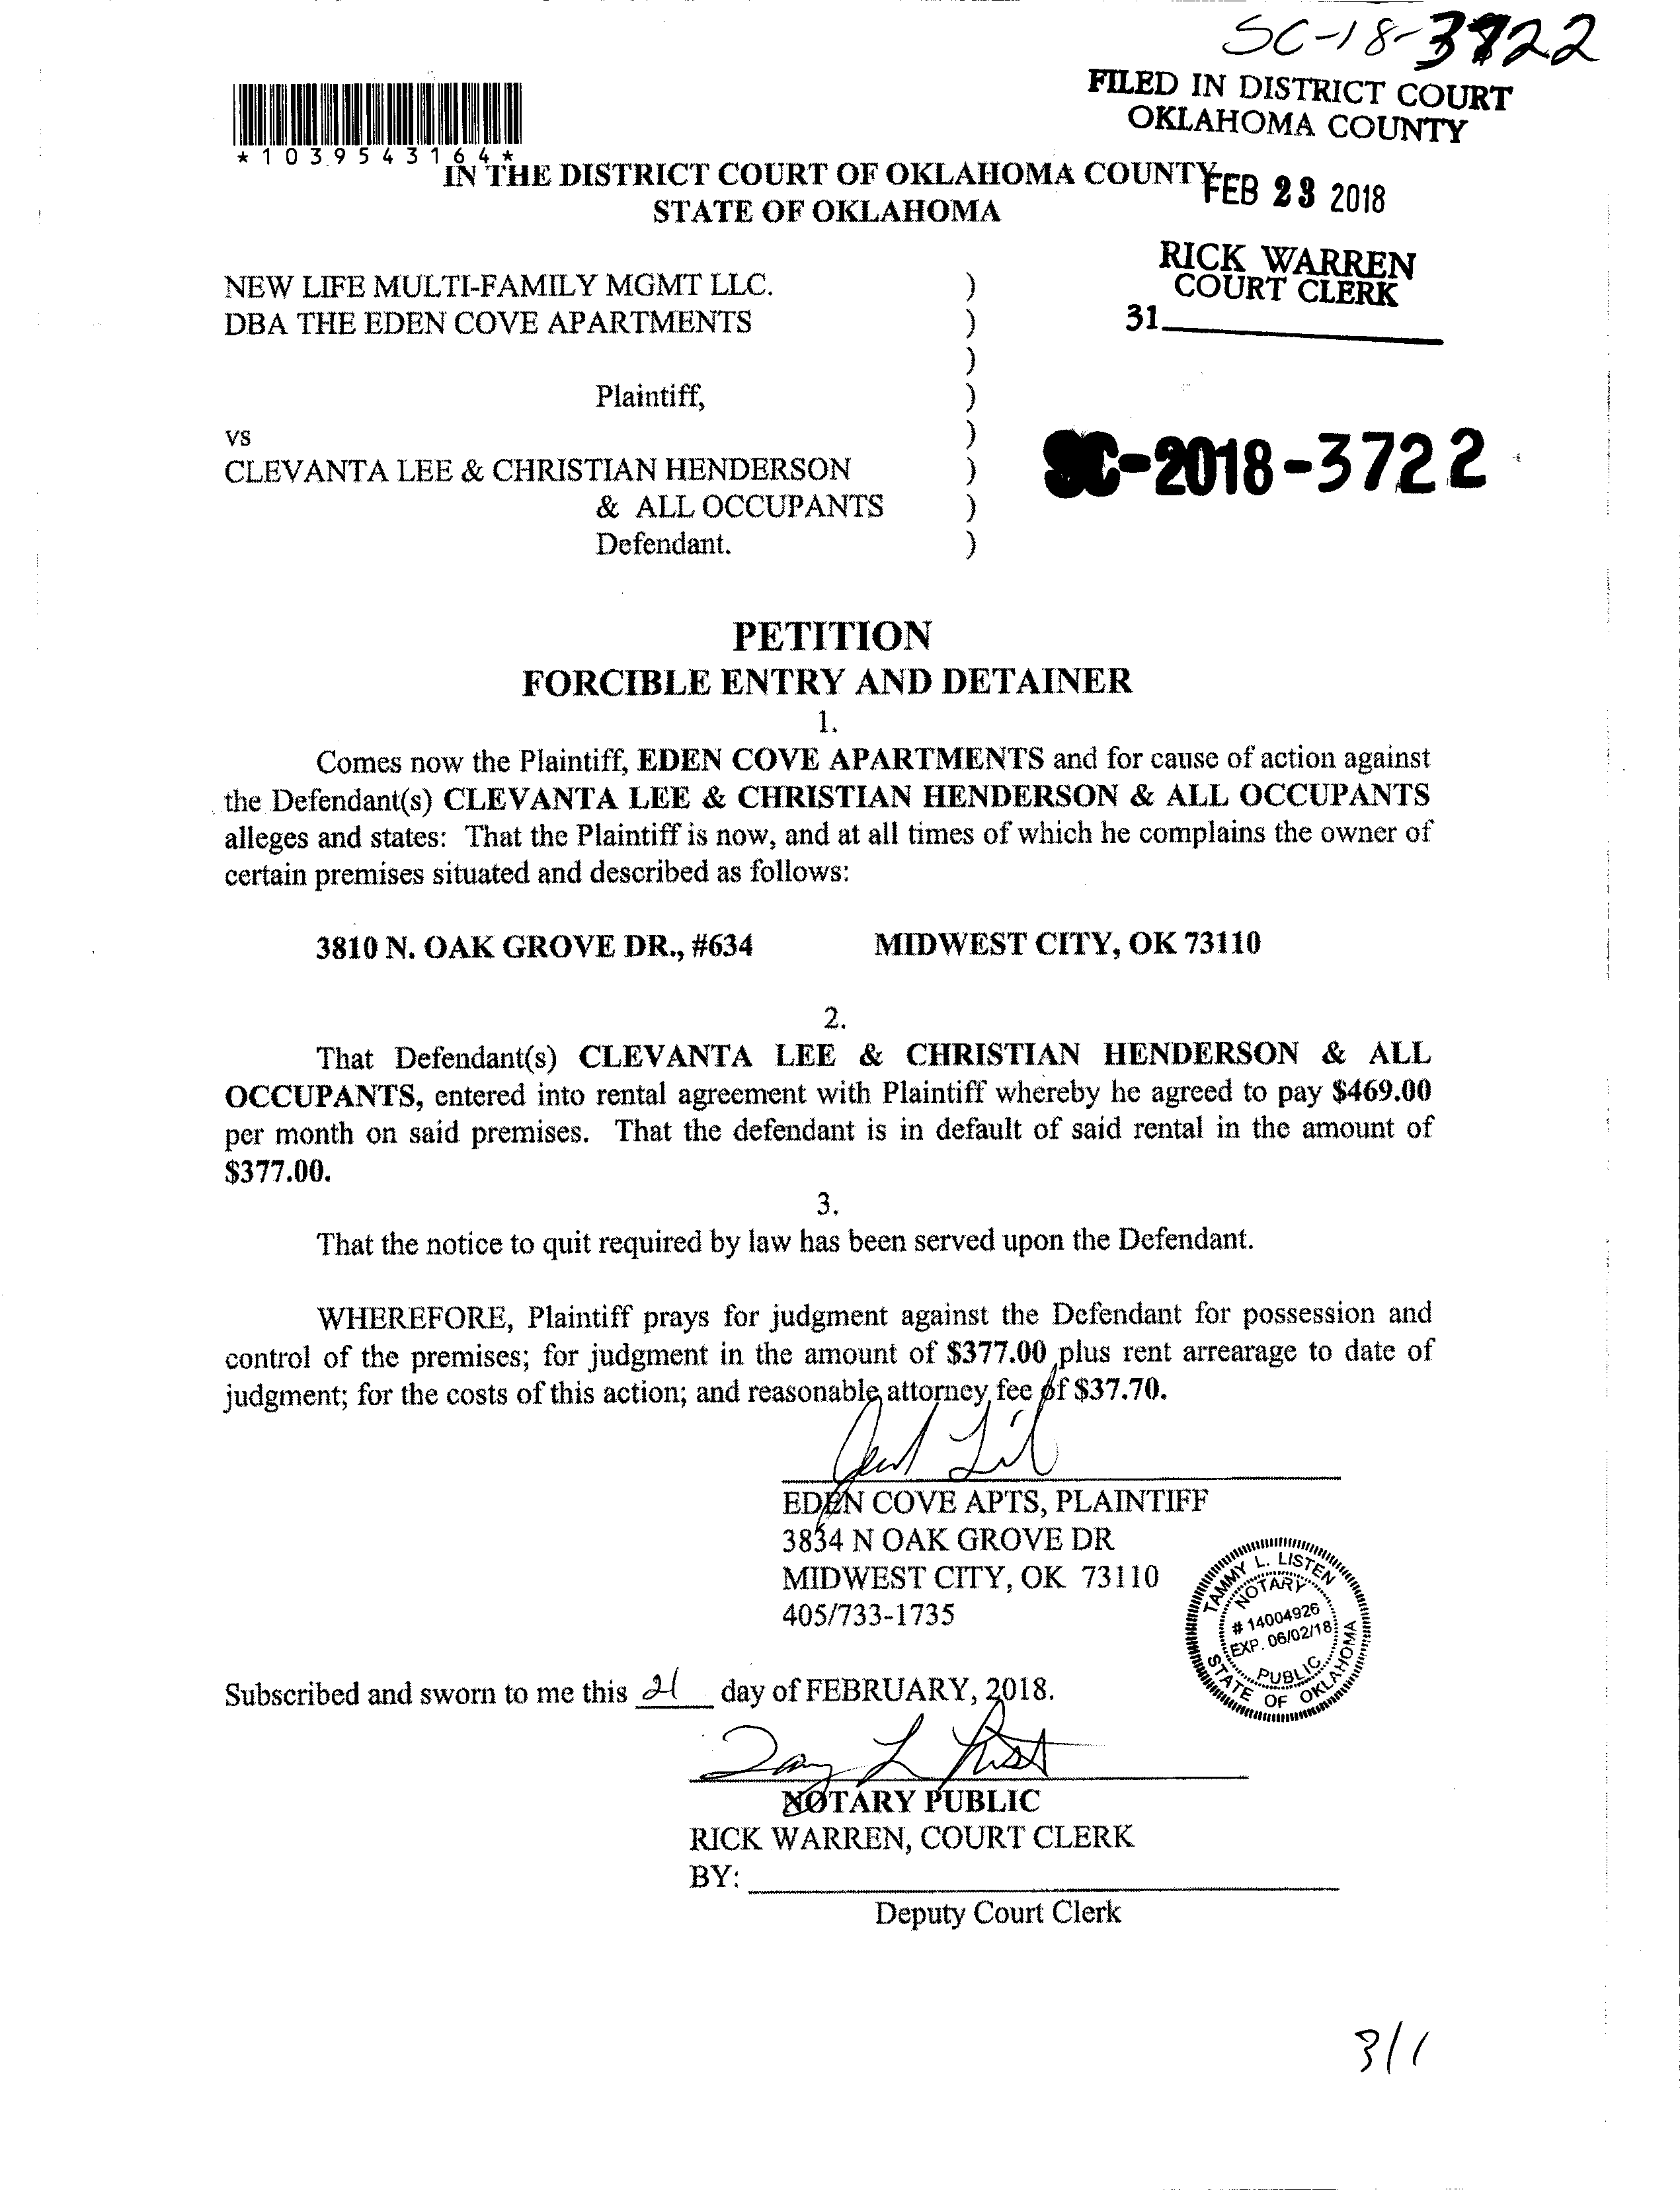 SC-18-3722
FILED IN DISTRICT COURT
OKLAHOMA COUNTY
*1039543164*
IN THE DISTRICT COURT OF OKLAHOMA COUNTY
STATE OF OKLAHOMA
FEB 23 2018
RICK WARREN
COURT CLERK
31
NEW LIFE MULTI-FAMILY MGMT LLC. )
DBA THE EDEN COVE APARTMENTS )
)
Plaintiff, )
vs )
CLEVANTA LEE & CHRISTIAN HENDERSON )
& ALL OCCUPANTS )
Defendant. )
SC-2018-3722
PETITION
FORCIBLE ENTRY AND DETAINER
1.
Comes now the Plaintiff, EDEN COVE APARTMENTS and for cause of action against
the Defendant(s) CLEVANTA LEE & CHRISTIAN HENDERSON & ALL OCCUPANTS
alleges and states: That the Plaintiff is now, and at all times of which he complains the owner of
certain premises situated and described as follows:
3810 N. OAK GROVE DR., #634 MIDWEST CITY, OK 73110
2.
That Defendant(s) CLEVANTA LEE & CHRISTIAN HENDERSON & ALL
OCCUPANTS, entered into rental agreement with Plaintiff whereby he agreed to pay $469.00
per month on said premises. That the defendant is in default of said rental in the amount of
$377.00.
3.
That the notice to quit required by law has been served upon the Defendant.
WHEREFORE, Plaintiff prays for judgment against the Defendant for possession and
control of the premises; for judgment in the amount of $377.00 plus rent arrearage to date of
judgment; for the costs of this action; and reasonable attorney fee of $37.70.
EDEN COVE APTS, PLAINTIFF
3834 N OAK GROVE DR
MIDWEST CITY, OK 73110
405/733-1735
TAMMY L. LISTEN
NOTARY
# 14004926
EXP. 06/02/18
PUBLIC
STATE OF OKLAHOMA
Subscribed and sworn to me this 21 day of FEBRUARY, 2018.
NOTARY PUBLIC
RICK WARREN, COURT CLERK
BY:
Deputy Court Clerk
3/1